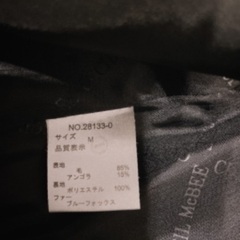 NO:28133-0
サイズ M
品質表示
表地
毛 85%
アンゴラ 15%
裏地
ポリエステル 100%
ファー
ブルーフォックス
IL McBEE